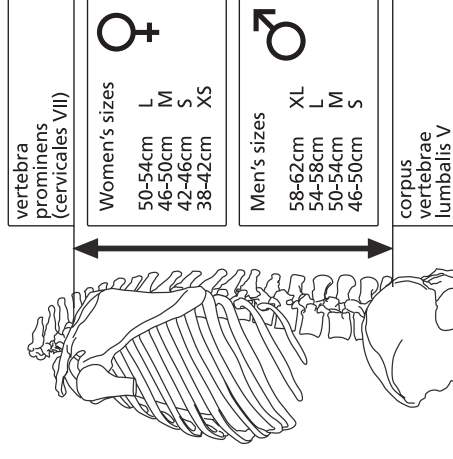 vertebra
prominens
(cervicales VII)
Women's sizes
50-54cm L
46-50cm M
42-46cm S
38-42cm XS
Men's sizes
58-62cm XL
54-58cm L
50-54cm M
46-50cm S
corpus
vertebrae
lumbalis V